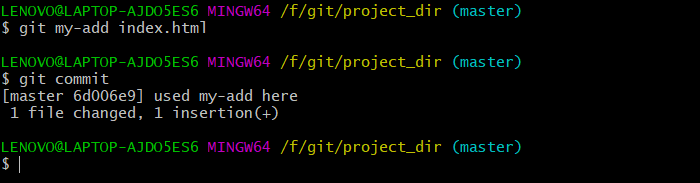 LENOVO@LAPTOP-AJDO5ES6 MINGW64 /f/git/project_dir (master)
$ git my-add index.html
LENOVO@LAPTOP-AJDO5ES6 MINGW64 /f/git/project_dir (master)
$ git commit
[master 6d006e9] used my-add here
 1 file changed, 1 insertion(+)
LENOVO@LAPTOP-AJDO5ES6 MINGW64 /f/git/project_dir (master)
$